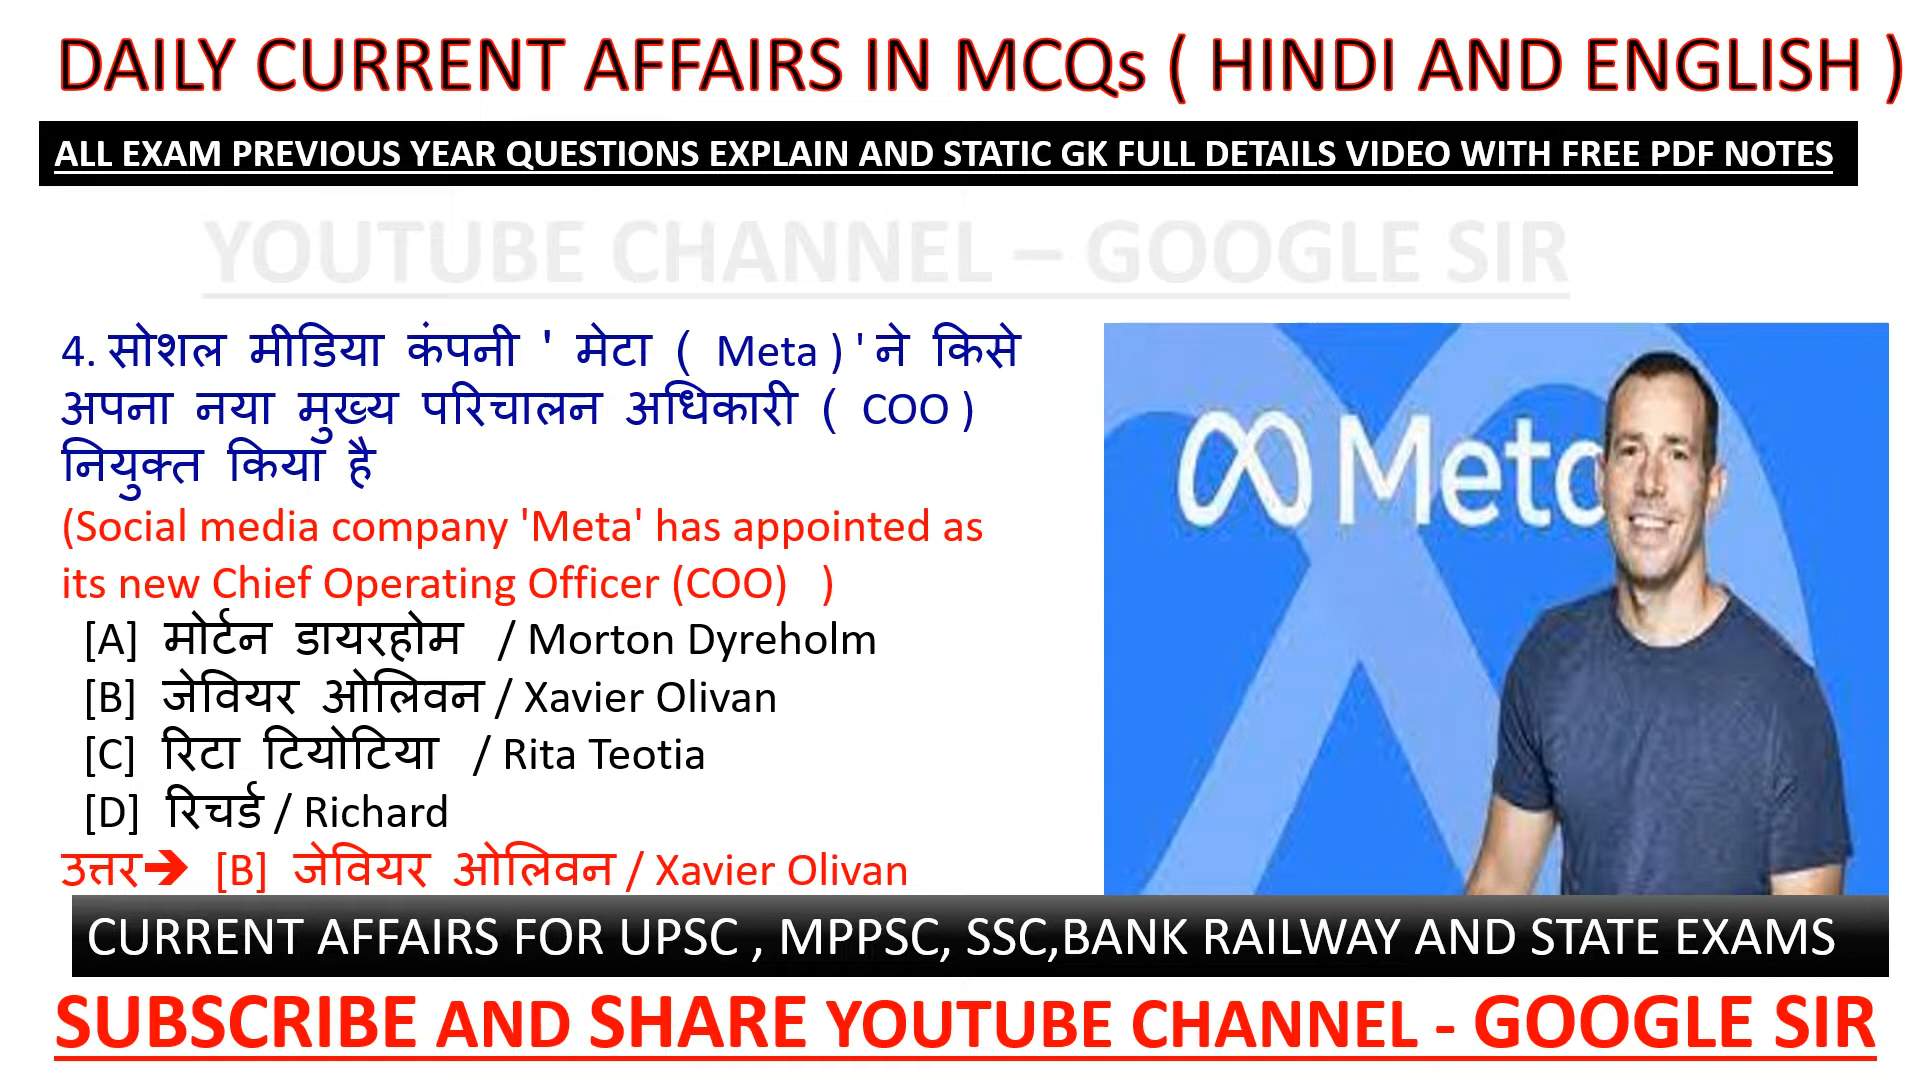 DAILY CURRENT AFFAIRS IN MCQs ( HINDI AND ENGLISH )
ALL EXAM PREVIOUS YEAR QUESTIONS EXPLAIN AND STATIC GK FULL DETAILS VIDEO WITH FREE PDF NOTES
YOUTUBE CHANNEL – GOOGLE SIR
4. सोशल मीडिया कंपनी ' मेटा ( Meta ) ' ने किसे
अपना नया मुख्य परिचालन अधिकारी ( COO )
नियुक्त किया है
(Social media company 'Meta' has appointed as
its new Chief Operating Officer (COO) )
[A] मोर्टन डायरहोम / Morton Dyreholm
[B] जेवियर ओलिवन / Xavier Olivan
[C] रिटा टियोटिया / Rita Teotia
[D] रिचर्ड / Richard
उत्तर➔ [B] जेवियर ओलिवन / Xavier Olivan
Meta
CURRENT AFFAIRS FOR UPSC , MPPSC, SSC,BANK RAILWAY AND STATE EXAMS
SUBSCRIBE AND SHARE YOUTUBE CHANNEL - GOOGLE SIR